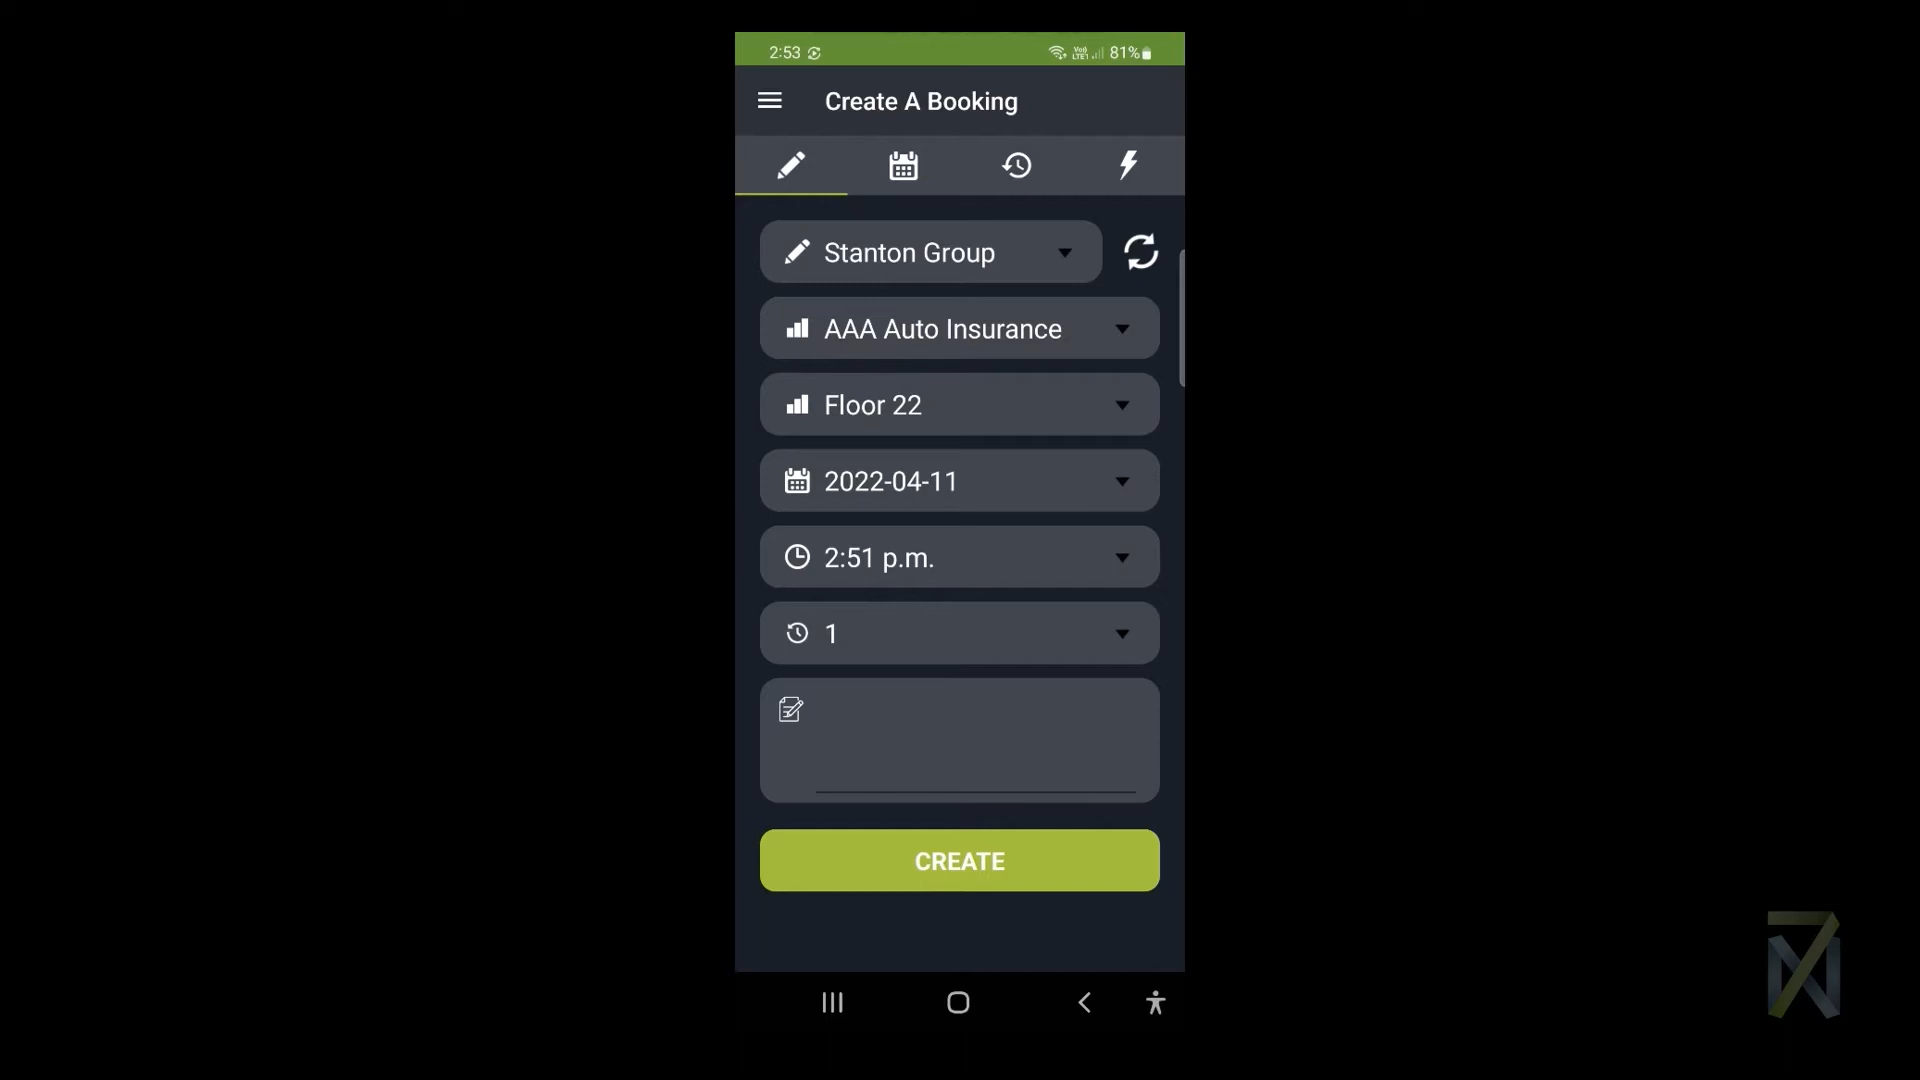 2:53 81%
Create A Booking
Stanton Group
AAA Auto Insurance
Floor 22
2022-04-11
2:51 p.m.
1
CREATE